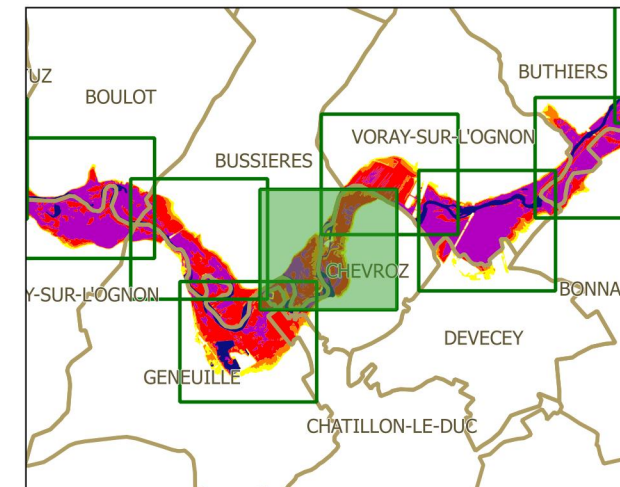 UZ
BUTHIERS
BOULOT
VORAY-SUR-L'OGNON
BUSSIERES
CHEVROZ
Y-SUR-L'OGNON
BONNA
DEVECEY
GENEUILLE
CHATILLON-LE-DUC